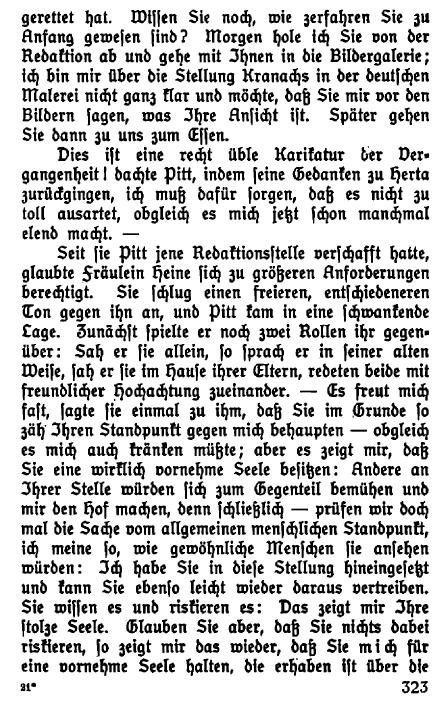 gerettet hat. Wissen Sie noch, wie zerfahren Sie zu
Anfang gewesen sind? Morgen hole ich Sie von der
Redaktion ab und gehe mit Ihnen in die Bildergalerie;
ich bin mir über die Stellung Kranachs in der deutschen
Malerei nicht ganz klar und möchte, daß Sie mir vor den
Bildern sagen, was Ihre Ansicht ist. Später gehen
Sie dann zu uns zum Essen.
Dies ist eine recht üble Karikatur der Ver-
gangenheit! dachte Pitt, indem seine Gedanken zu Herta
zurückgingen, ich muß dafür sorgen, daß es nicht zu
toll ausartet, obgleich es mich jetzt schon manchmal
elend macht. —
Seit sie Pitt jene Redaktionsstelle verschafft hatte,
glaubte Fräulein Heine sich zu größeren Anforderungen
berechtigt. Sie schlug einen freieren, entschiedeneren
Ton gegen ihn an, und Pitt kam in eine schwankende
Lage. Zunächst spielte er noch zwei Rollen ihr gegen-
über: Sah er sie allein, so sprach er in seiner alten
Weise, sah er sie im Hause ihrer Eltern, redeten beide mit
freundlicher Hochachtung zueinander. — Es freut mich
fast, sagte sie einmal zu ihm, daß Sie im Grunde so
zäh Ihren Standpunkt gegen mich behaupten — obgleich
es mich auch kränken müßte; aber es zeigt mir, daß
Sie eine wirklich vornehme Seele besitzen: Andere an
Ihrer Stelle würden sich zum Gegenteil bemühen und
mir den Hof machen, denn schließlich — prüfen wir doch
mal die Sache vom allgemeinen menschlichen Standpunkt,
ich meine so, wie gewöhnliche Menschen sie ansehen
würden: Ich habe Sie in diese Stellung hineingesetzt
und kann Sie ebenso leicht wieder daraus vertreiben.
Sie wissen es und riskieren es: Das zeigt mir Ihre
stolze Seele. Glauben Sie aber, daß Sie nichts dabei
riskieren, so zeigt mir das wieder, daß Sie mich für
eine vornehme Seele halten, die erhaben ist über die
21* 323